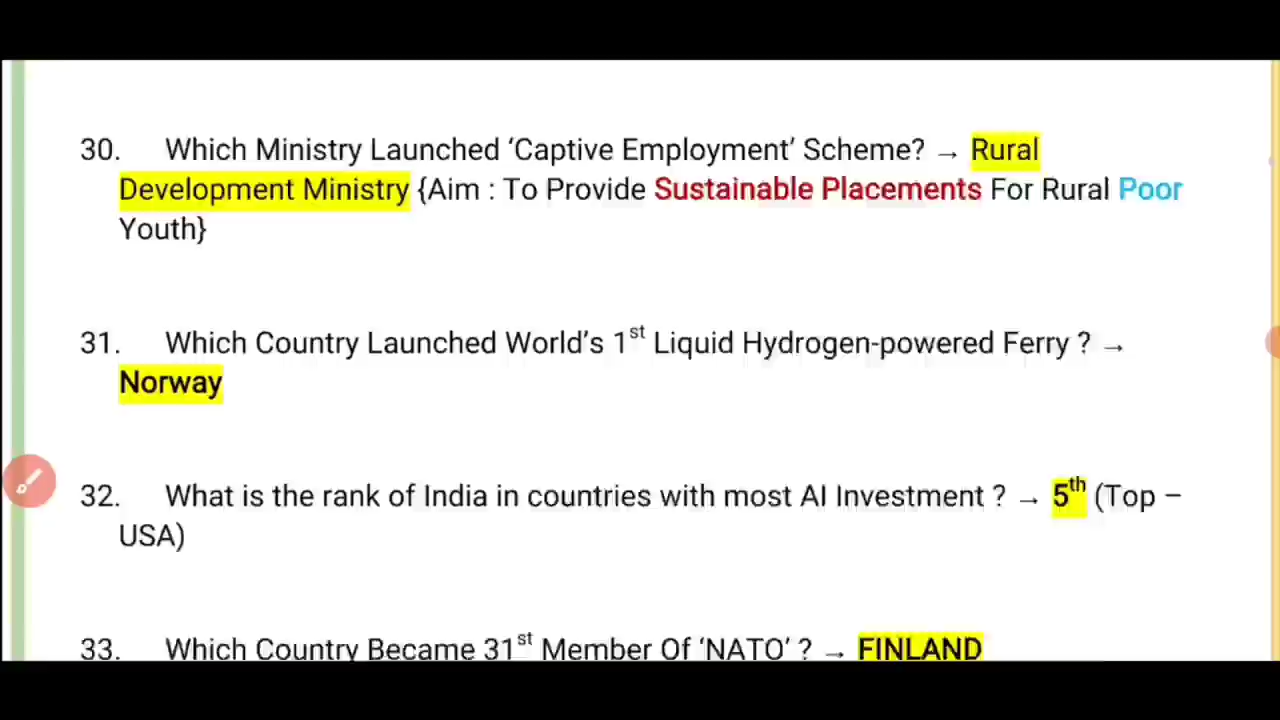 30. Which Ministry Launched ‘Captive Employment’ Scheme? → Rural
Development Ministry {Aim : To Provide Sustainable Placements For Rural Poor
Youth}
31. Which Country Launched World’s 1st Liquid Hydrogen-powered Ferry ? →
Norway
32. What is the rank of India in countries with most AI Investment ? → 5th (Top –
USA)
33. Which Country Became 31st Member Of ‘NATO’ ? → FINLAND